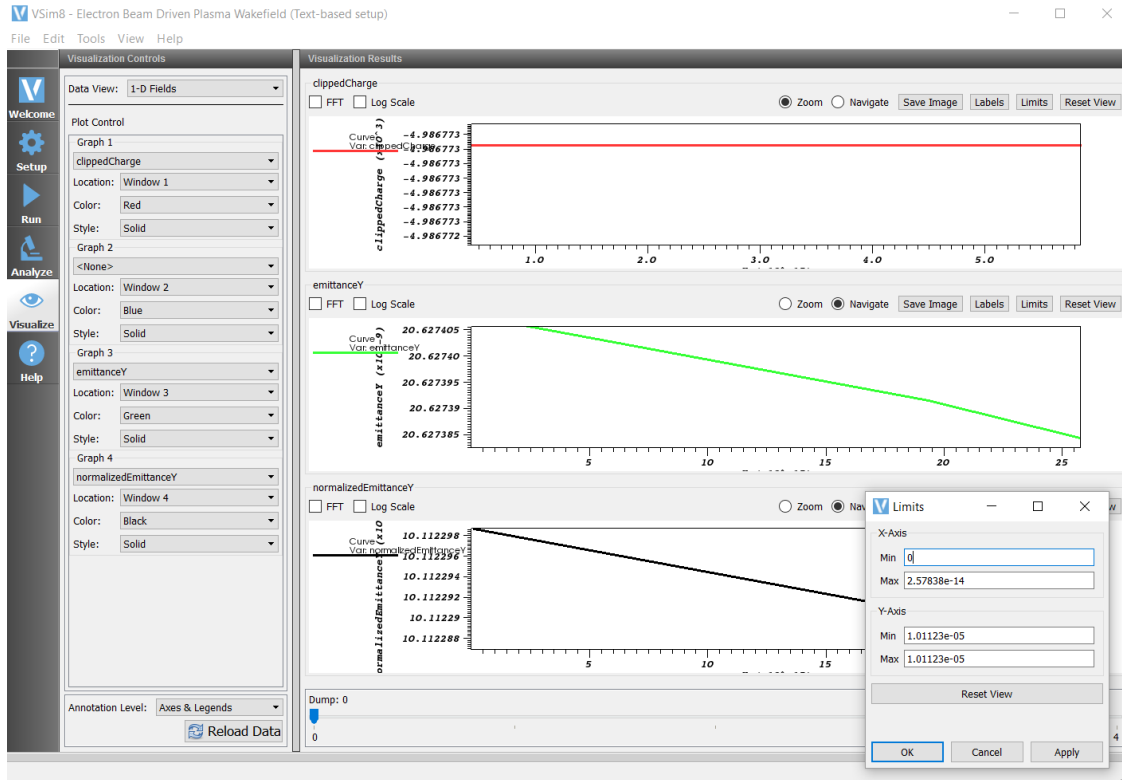 VSim8 - Electron Beam Driven Plasma Wakefield (Text-based setup)
File Edit Tools View Help
Welcome
Setup
Run
Analyze
Visualize
Help
Visualization Controls
Data View: 1-D Fields
Plot Control
Graph 1
clippedCharge
Location: Window 1
Color: Red
Style: Solid
Graph 2
<None>
Location: Window 2
Color: Blue
Style: Solid
Graph 3
emittanceY
Location: Window 3
Color: Green
Style: Solid
Graph 4
normalizedEmittanceY
Location: Window 4
Color: Black
Style: Solid
Annotation Level: Axes & Legends
Reload Data
Visualization Results
clippedCharge
FFT Log Scale Zoom Navigate Save Image Labels Limits Reset View
Curve
Var: clippedCharge
clippedCharge (x10^3)
-4.986773
-4.986773
-4.986773
-4.986773
-4.986773
-4.986773
-4.986773
-4.986772
1.0 2.0 3.0 4.0 5.0
emittanceY
FFT Log Scale Zoom Navigate Save Image Labels Limits Reset View
Curve
Var: emittanceY
emittanceY (x10^-9)
20.627405
20.62740
20.627395
20.62739
20.627385
5 10 15 20 25
normalizedEmittanceY
FFT Log Scale Zoom Nav
Curve
Var: normalizedEmittanceY
ormalizedEmittanceY (x10
10.112298
10.112296
10.112294
10.112292
10.11229
10.112288
5 10 15
Dump: 0
0 4
Limits
X-Axis
Min 0
Max 2.57838e-14
Y-Axis
Min 1.01123e-05
Max 1.01123e-05
Reset View
OK Cancel Apply